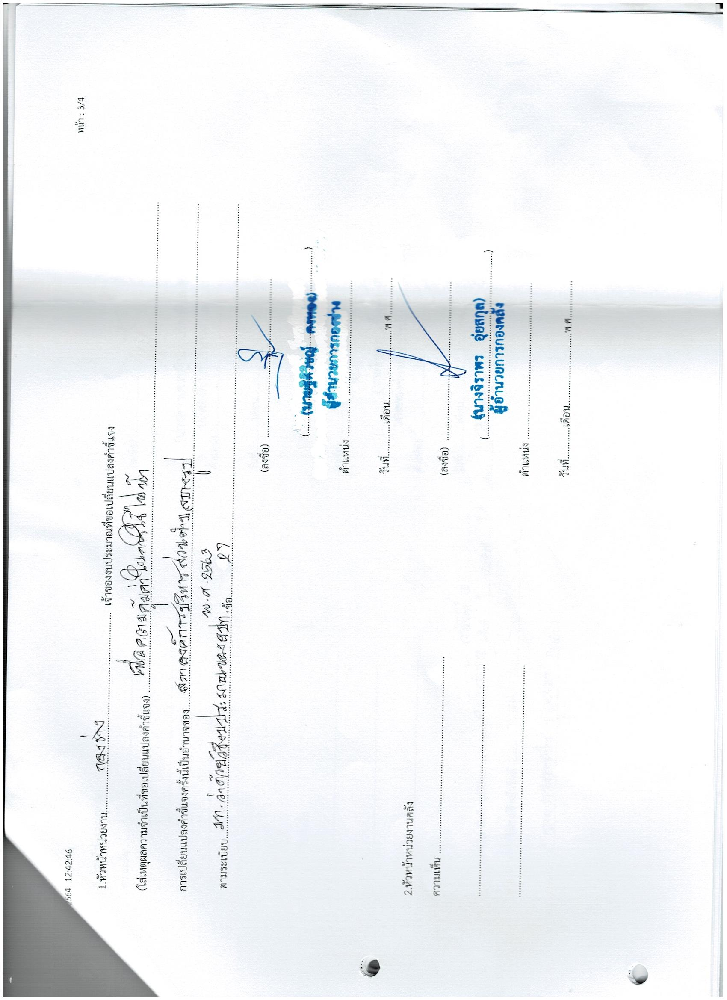 2564 12:42:46
หน้า : 3/4
1.หัวหน้าหน่วยงาน..........กองช่าง.......... เจ้าของงบประมาณที่ขอเปลี่ยนแปลงคำชี้แจง
(ใส่เหตุผลความจำเป็นที่ขอเปลี่ยนแปลงคำชี้แจง) ..... เพื่อความคุ้มค่าในการใช้ไฟฟ้า
การเปลี่ยนแปลงคำชี้แจงครั้งนี้เป็นอำนาจของ.... สภาองค์การบริหารส่วนตำบลบางรูป
พ.ศ. 2563
ตามระเบียบ... มท. ว่าด้วยวิธีงบประมาณของ อปท. ข้อ.......... 27
(ลงชื่อ) ..........
(นาย คงทอง)
ผู้อำนวยการกองช่าง
ตำแหน่ง ..........
วันที่..........เดือน..........พ.ศ..........
2.หัวหน้าหน่วยงานคลัง
ความเห็น ..........
(ลงชื่อ) ..........
(นางจิราพร อุ่ยสกุล)
ผู้อำนวยการกองคลัง
ตำแหน่ง ..........
วันที่..........เดือน..........พ.ศ..........